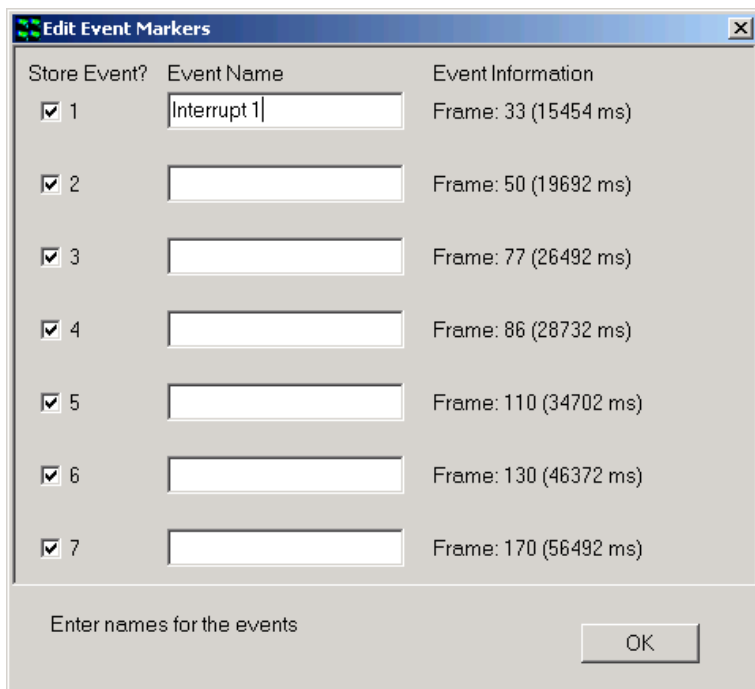 Edit Event Markers
Store Event? Event Name Event Information
1 Interrupt 1 Frame: 33 (15454 ms)
2 Frame: 50 (19692 ms)
3 Frame: 77 (26492 ms)
4 Frame: 86 (28732 ms)
5 Frame: 110 (34702 ms)
6 Frame: 130 (46372 ms)
7 Frame: 170 (56492 ms)
Enter names for the events
OK